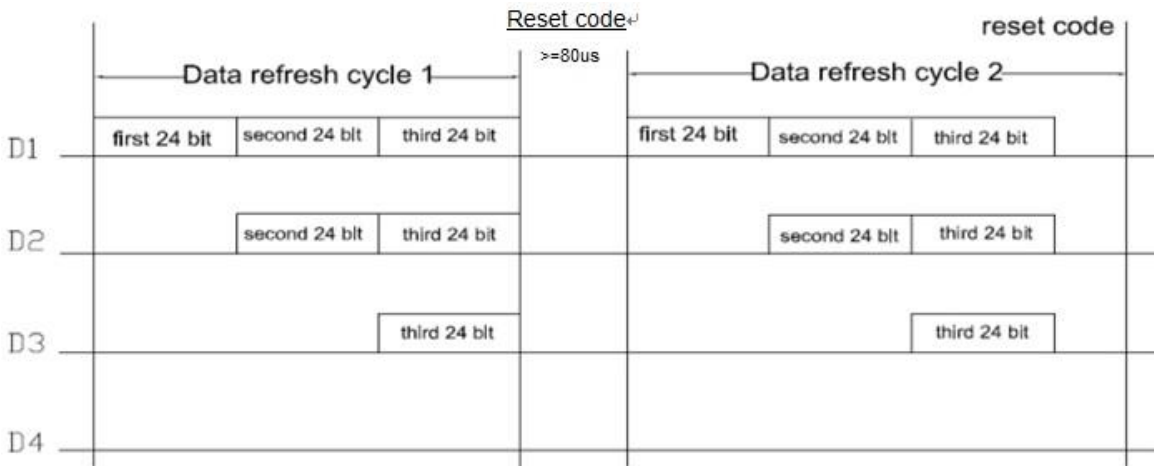 Reset code↵
reset code
>=80us
Data refresh cycle 1
Data refresh cycle 2
D1
first 24 bit
second 24 blt
third 24 bit
first 24 bit
second 24 blt
third 24 bit
D2
second 24 blt
third 24 bit
second 24 blt
third 24 bit
D3
third 24 blt
third 24 bit
D4